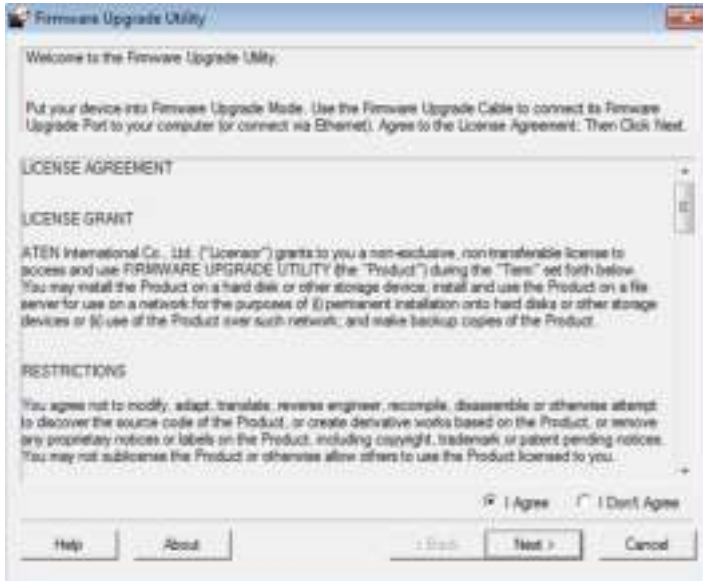 Firmware Upgrade Utility
Welcome to the Firmware Upgrade Utility.
Put your device into Firmware Upgrade Mode. Use the Firmware Upgrade Cable to connect its Firmware
Upgrade Port to your computer (or connect via Ethernet). Agree to the License Agreement. Then Click Next.
LICENSE AGREEMENT
LICENSE GRANT
ATEN International Co., Ltd. ("Licensor") grants to you a non-exclusive, non-transferable license to
access and use FIRMWARE UPGRADE UTILITY (the "Product") during the "Term" set forth below.
You may install the Product on a hard disk or other storage device; install and use the Product on a file
server for use on a network for the purposes of (i) permanent installation onto hard disks or other storage
devices or (ii) use of the Product over such network; and make backup copies of the Product.
RESTRICTIONS
You agree not to modify, adapt, translate, reverse engineer, recompile, disassemble or otherwise attempt
to discover the source code of the Product, or create derivative works based on the Product, or remove
any proprietary notices or labels on the Product, including copyright, trademark or patent pending notices.
You may not sublicense the Product or otherwise allow others to use the Product licensed to you.
I Agree I Don't Agree
Help About < Back Next > Cancel